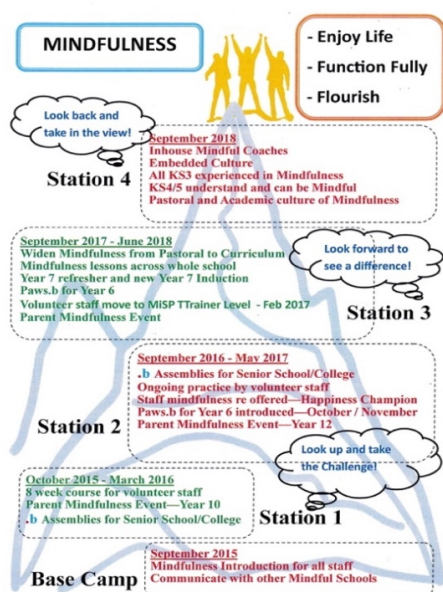 MINDFULNESS
- Enjoy Life
- Function Fully
- Flourish
Look back and
take in the view!
Station 4
September 2018
Inhouse Mindful Coaches
Embedded Culture
All KS3 experienced in Mindfulness
KS4/5 understand and can be Mindful
Pastoral and Academic culture of Mindfulness
September 2017 - June 2018
Widen Mindfulness from Pastoral to Curriculum
Mindfulness lessons across whole school
Year 7 refresher and new Year 7 Induction
Paws.b for Year 6
Volunteer staff move to MiSP TTrainer Level - Feb 2017
Parent Mindfulness Event
Look forward to
see a difference!
Station 3
September 2016 - May 2017
.b Assemblies for Senior School/College
Ongoing practice by volunteer staff
Staff mindfulness re offered—Happiness Champion
Paws.b for Year 6 introduced—October / November
Parent Mindfulness Event—Year 12
Station 2
Look up and take
the Challenge!
Station 1
October 2015 - March 2016
8 week course for volunteer staff
Parent Mindfulness Event—Year 10
.b Assemblies for Senior School/College
September 2015
Mindfulness Introduction for all staff
Communicate with other Mindful Schools
Base Camp